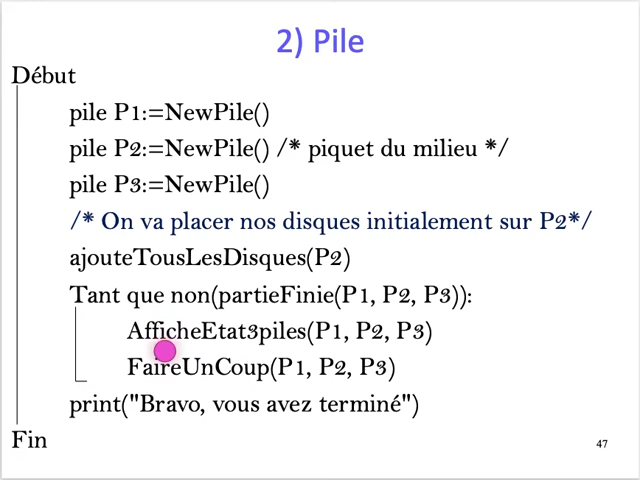 2) Pile
Début
pile P1:=NewPile()
pile P2:=NewPile() /* piquet du milieu */
pile P3:=NewPile()
/* On va placer nos disques initialement sur P2*/
ajouteTousLesDisques(P2)
Tant que non(partieFinie(P1, P2, P3)):
AfficheEtat3piles(P1, P2, P3)
FaireUnCoup(P1, P2, P3)
print("Bravo, vous avez terminé")
Fin
47